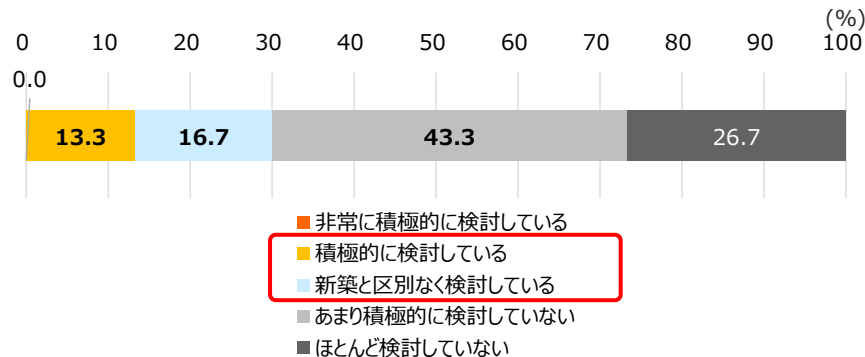 (%)
0 10 20 30 40 50 60 70 80 90 100
0.0
13.3 16.7 43.3 26.7
■非常に積極的に検討している
■積極的に検討している
■新築と区別なく検討している
■あまり積極的に検討していない
■ほとんど検討していない